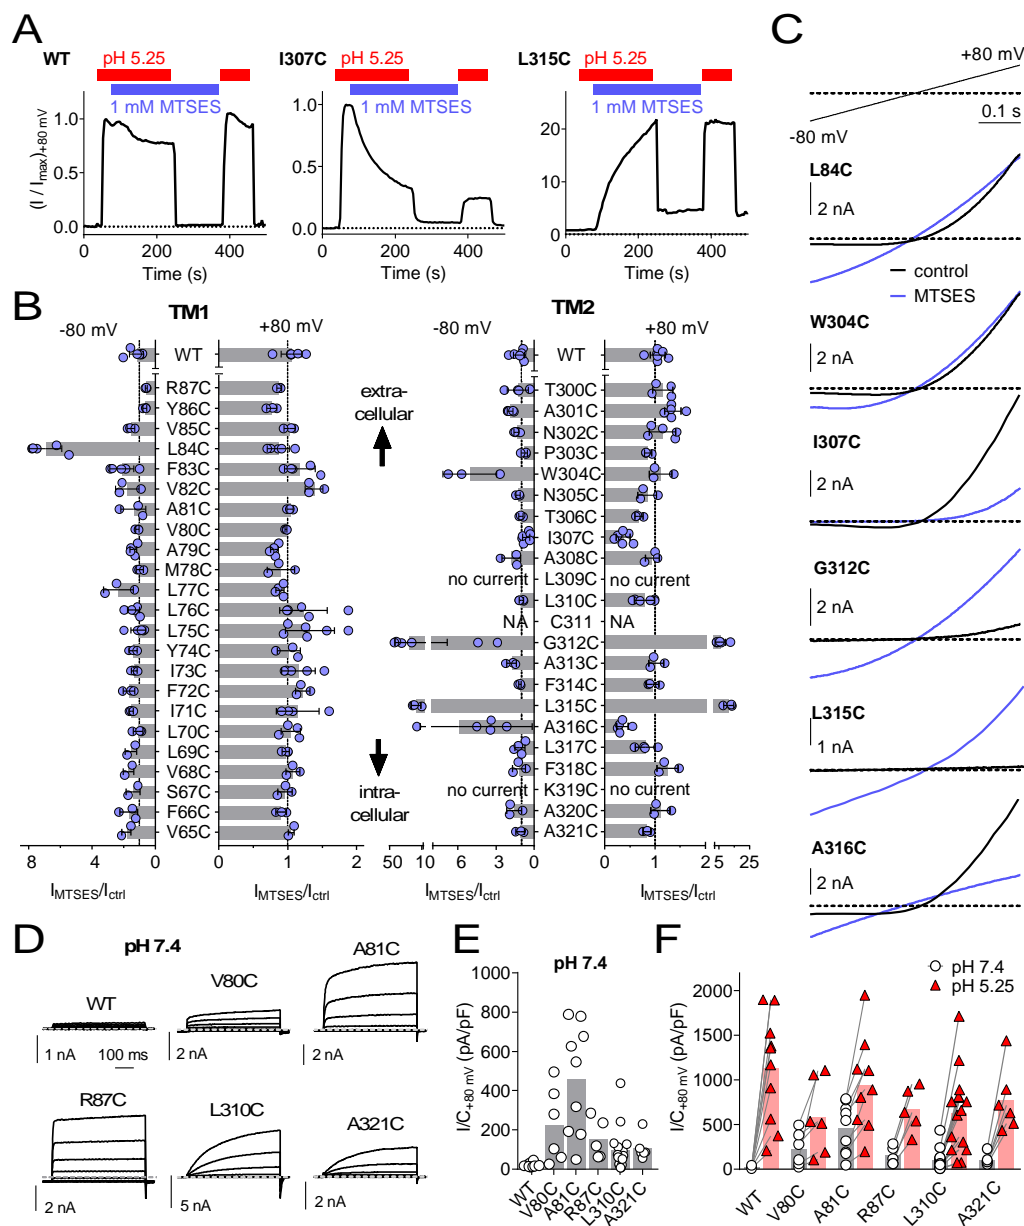 A
WT
pH 5.25
1 mM MTSES
(I / Imax)+80 mV
1.0
0.5
0.0
0
200
400
Time (s)
I307C
1.0
0.5
0.0
0
200
400
Time (s)
L315C
pH 5.25
1 mM MTSES
20
10
0
0
200
400
Time (s)
B
TM1
-80 mV
+80 mV
WT
R87C
Y86C
V85C
L84C
F83C
V82C
A81C
V80C
A79C
M78C
L77C
L76C
L75C
Y74C
I73C
F72C
I71C
L70C
L69C
V68C
S67C
F66C
V65C
8
4
0
0
1
2
IMTSES/Ictrl
IMTSES/Ictrl
extra-
cellular
intra-
cellular
TM2
-80 mV
+80 mV
WT
T300C
A301C
N302C
P303C
W304C
N305C
T306C
I307C
A308C
no current L309C no current
L310C
NA C311 NA
G312C
A313C
F314C
L315C
A316C
L317C
F318C
no current K319C no current
A320C
A321C
50
10
6
3
0
0
1
2
5
25
IMTSES/Ictrl
IMTSES/Ictrl
C
+80 mV
-80 mV
0.1 s
L84C
2 nA
control
MTSES
W304C
2 nA
I307C
2 nA
G312C
2 nA
L315C
1 nA
A316C
2 nA
D
pH 7.4
WT
1 nA
100 ms
V80C
2 nA
A81C
2 nA
R87C
2 nA
L310C
5 nA
A321C
2 nA
E
pH 7.4
I/C+80 mV (pA/pF)
1000
800
600
400
200
0
WT
V80C
A81C
R87C
L310C
A321C
F
pH 7.4
pH 5.25
I/C+80 mV (pA/pF)
2000
1500
1000
500
0
WT
V80C
A81C
R87C
L310C
A321C